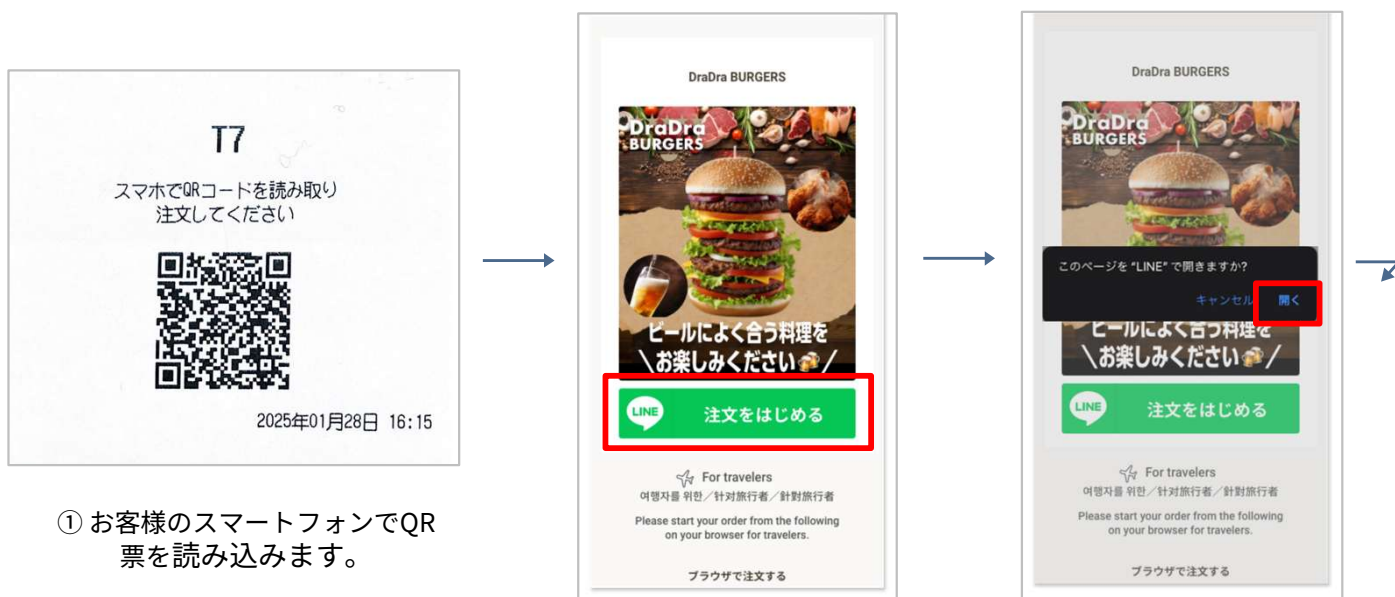 T7
スマホでQRコードを読み取り
注文してください
2025年01月28日 16:15
① お客様のスマートフォンでQR
票を読み込みます。
DraDra BURGERS
DraDra
BURGERS
ビールによく合う料理を
\お楽しみください🍻/
LINE 注文をはじめる
For travelers
여행자를 위한/针对旅行者/針對旅行者
Please start your order from the following
on your browser for travelers.
ブラウザで注文する
DraDra BURGERS
DraDra
BURGERS
このページを “LINE” で開きますか?
キャンセル 開く
ビールによく合う料理を
\お楽しみください🍻/
LINE 注文をはじめる
For travelers
여행자를 위한/针对旅行者/針對旅行者
Please start your order from the following
on your browser for travelers.
ブラウザで注文する